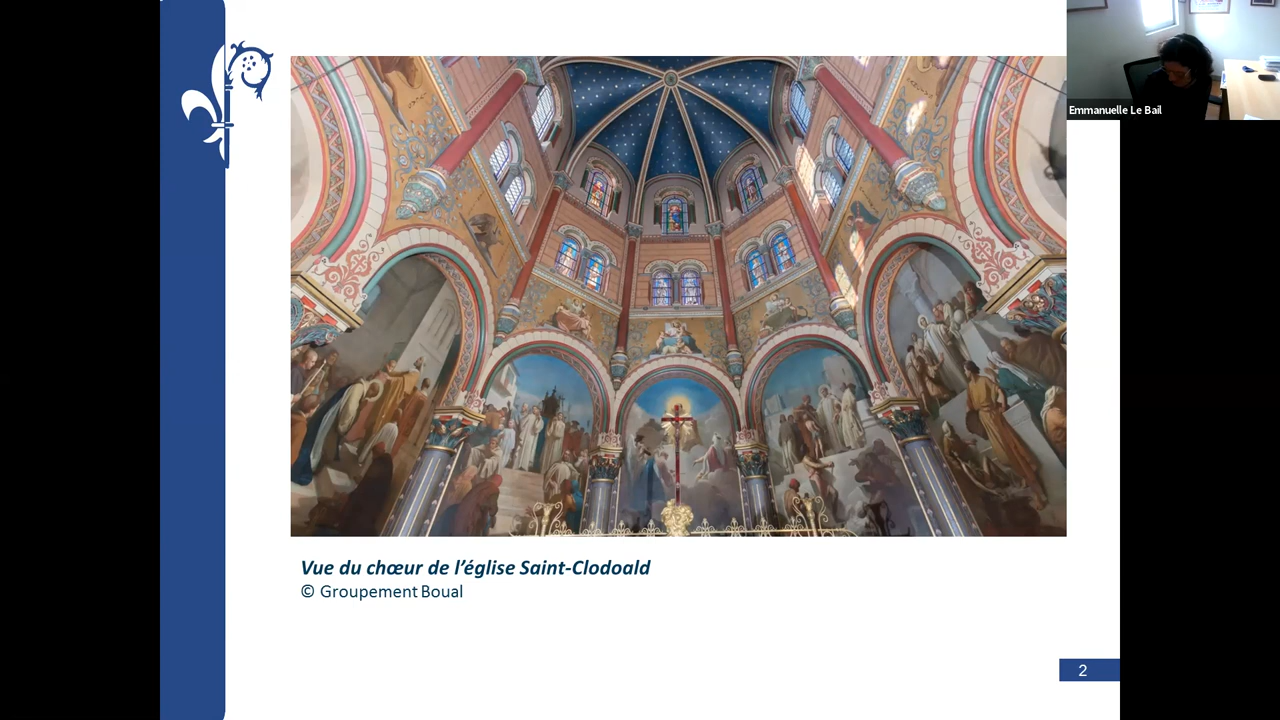 Emmanuelle Le Bail
Vue du chœur de l’église Saint-Clodoald
© Groupement Boual
2